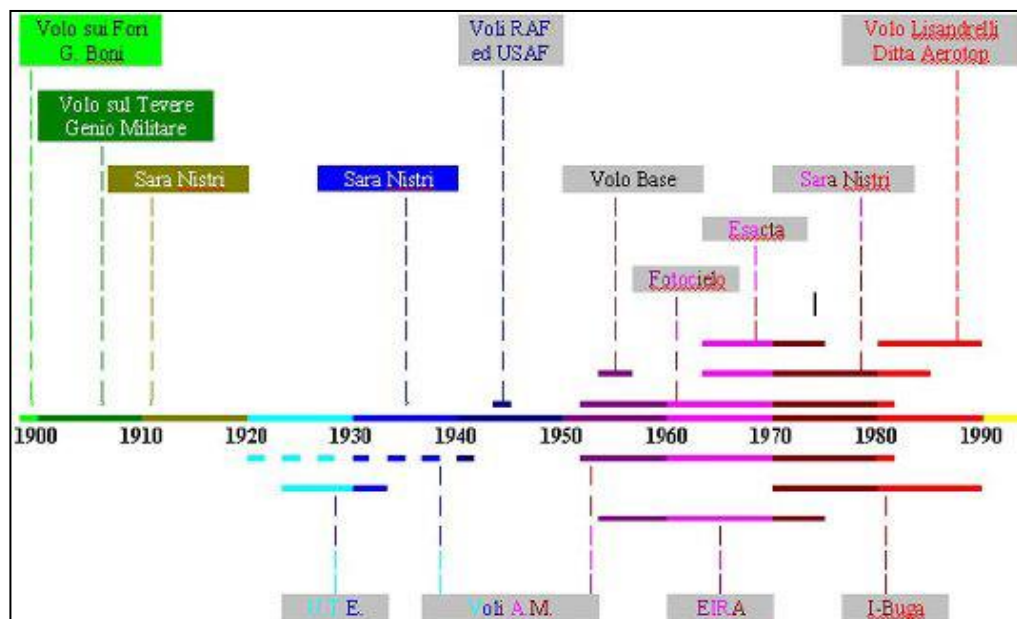 Volo sui Fori
G. Boni
Voli RAF
ed USAF
Volo Lisandrelli
Ditta Aerotop
Volo sul Tevere
Genio Militare
Sara Nistri
Sara Nistri
Volo Base
Sara Nistri
Esacta
Fotocielo
1900 1910 1920 1930 1940 1950 1960 1970 1980 1990
U.T.E.
Voli A.M.
EIRA
I-Buga